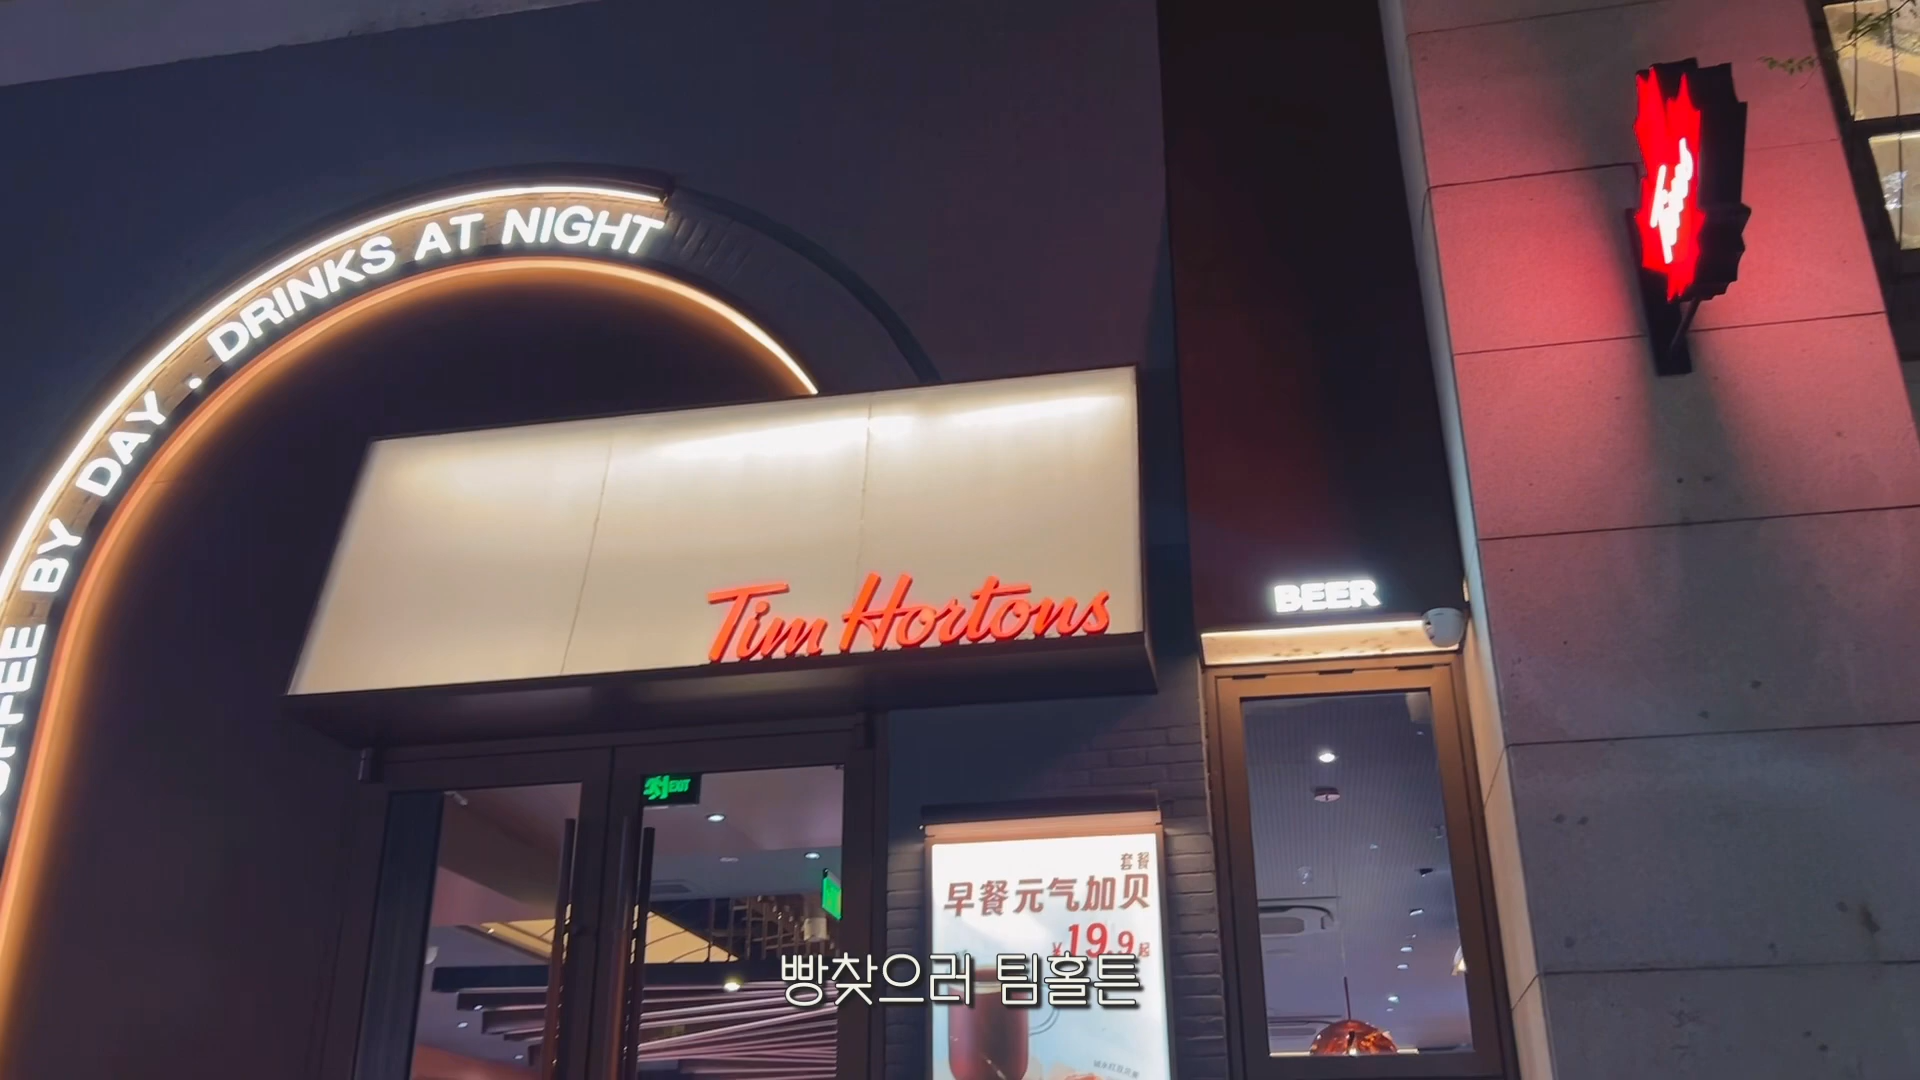 COFFEE BY DAY . DRINKS AT NIGHT
Tim Hortons
BEER
EXIT
套餐
早餐元气加贝
¥19.9起
빵찾으러 팀홀튼